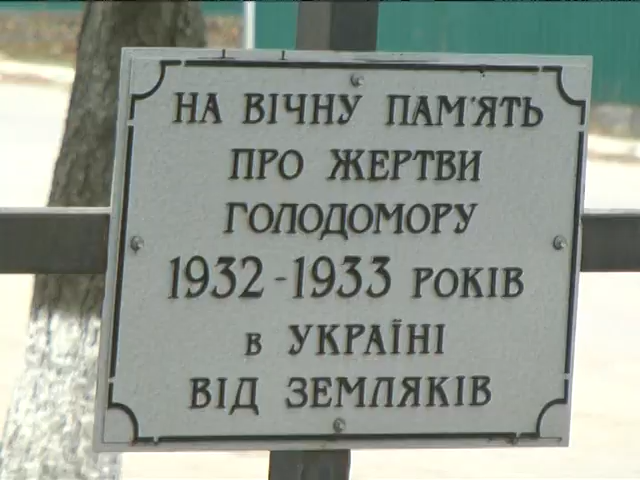 НА ВІЧНУ ПАМ'ЯТЬ
ПРО ЖЕРТВИ
ГОЛОДОМОРУ
1932-1933 РОКІВ
в УКРАЇНІ
ВІД ЗЕМЛЯКІВ